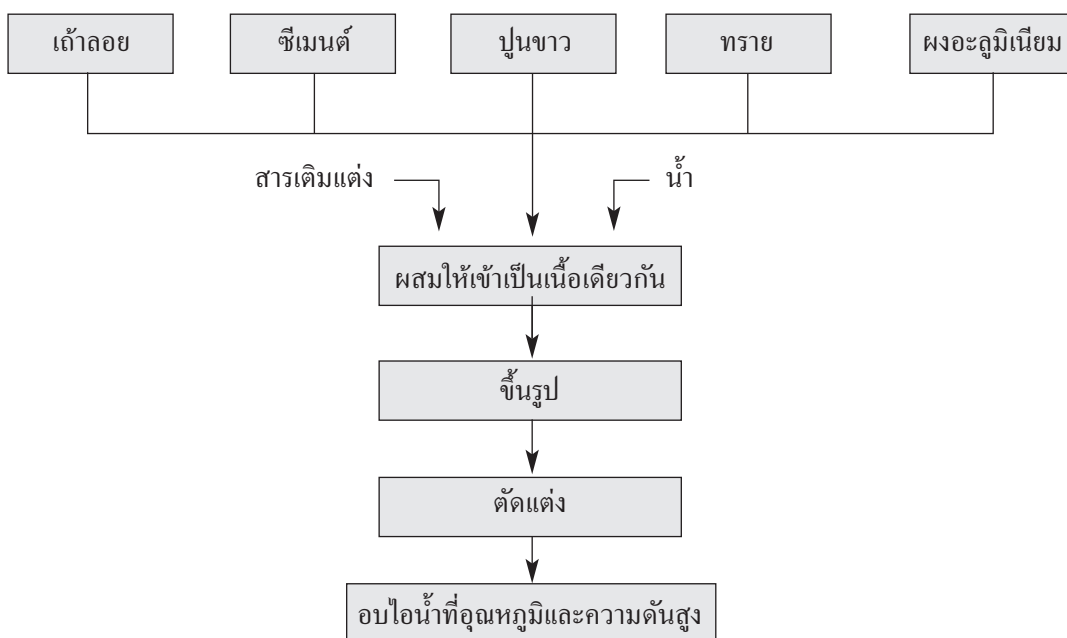 เถ้าลอย
ซีเมนต์
ปูนขาว
ทราย
ผงอะลูมิเนียม
สารเติมแต่ง
น้ำ
ผสมให้เข้าเป็นเนื้อเดียวกัน
ขึ้นรูป
ตัดแต่ง
อบไอน้ำที่อุณหภูมิและความดันสูง